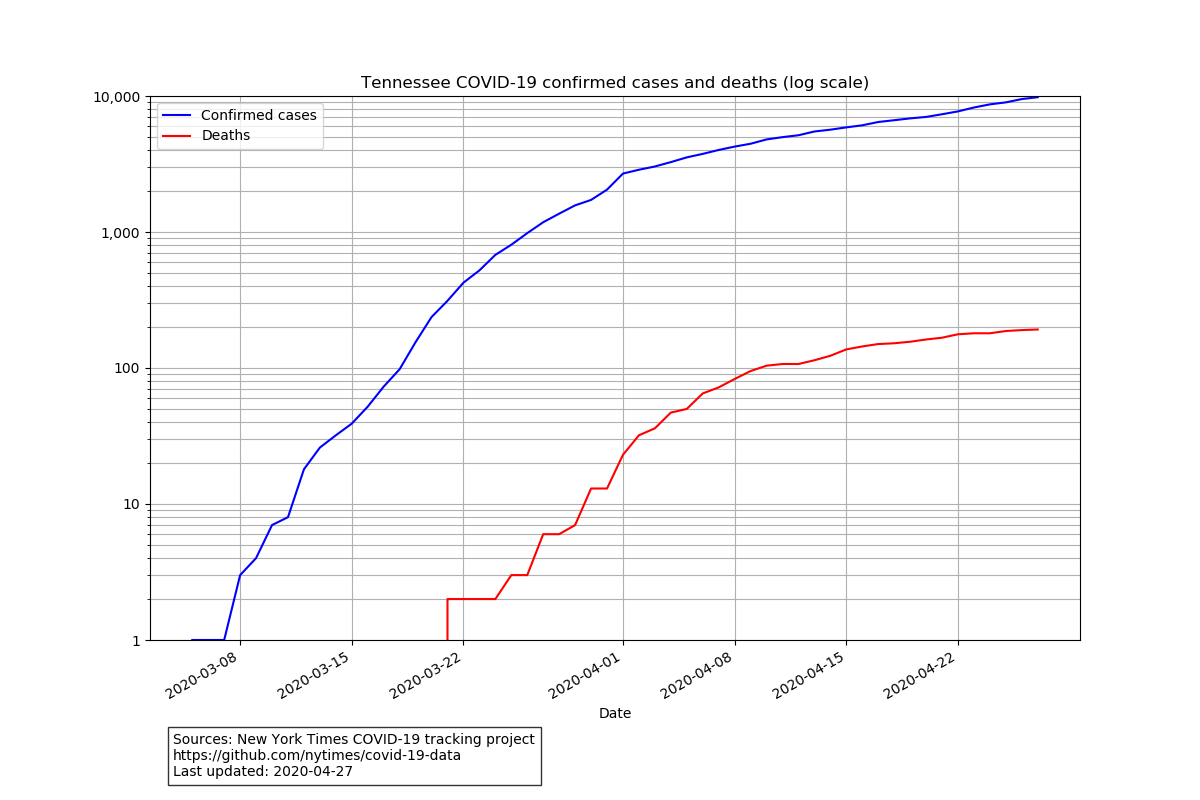 Tennessee COVID-19 confirmed cases and deaths (log scale)
10,000
1,000
100
10
1
Confirmed cases
Deaths
2020-03-08
2020-03-15
2020-03-22
2020-04-01
2020-04-08
2020-04-15
2020-04-22
Date
Sources: New York Times COVID-19 tracking project
https://github.com/nytimes/covid-19-data
Last updated: 2020-04-27